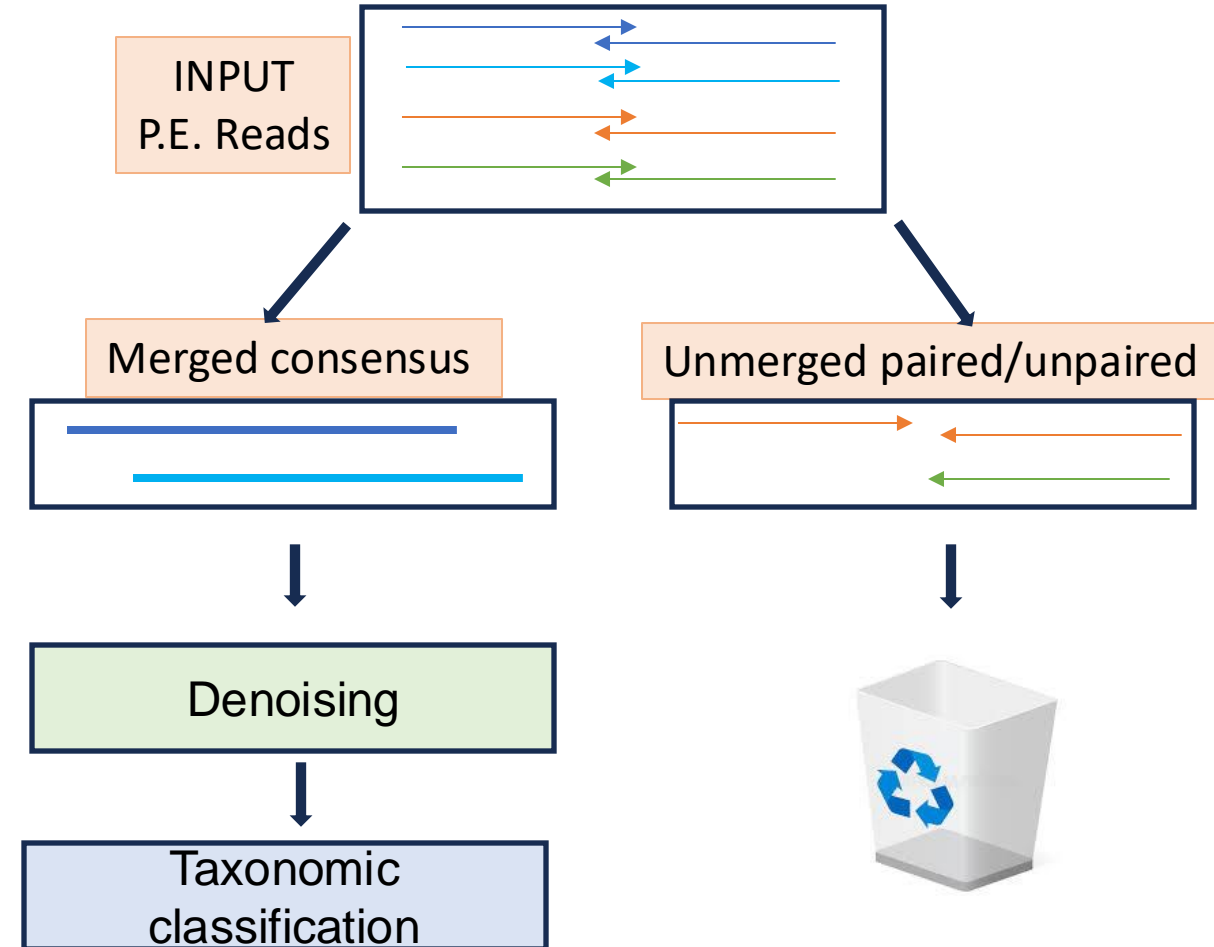 INPUT
P.E. Reads
Merged consensus
Unmerged paired/unpaired
Denoising
Taxonomic
classification